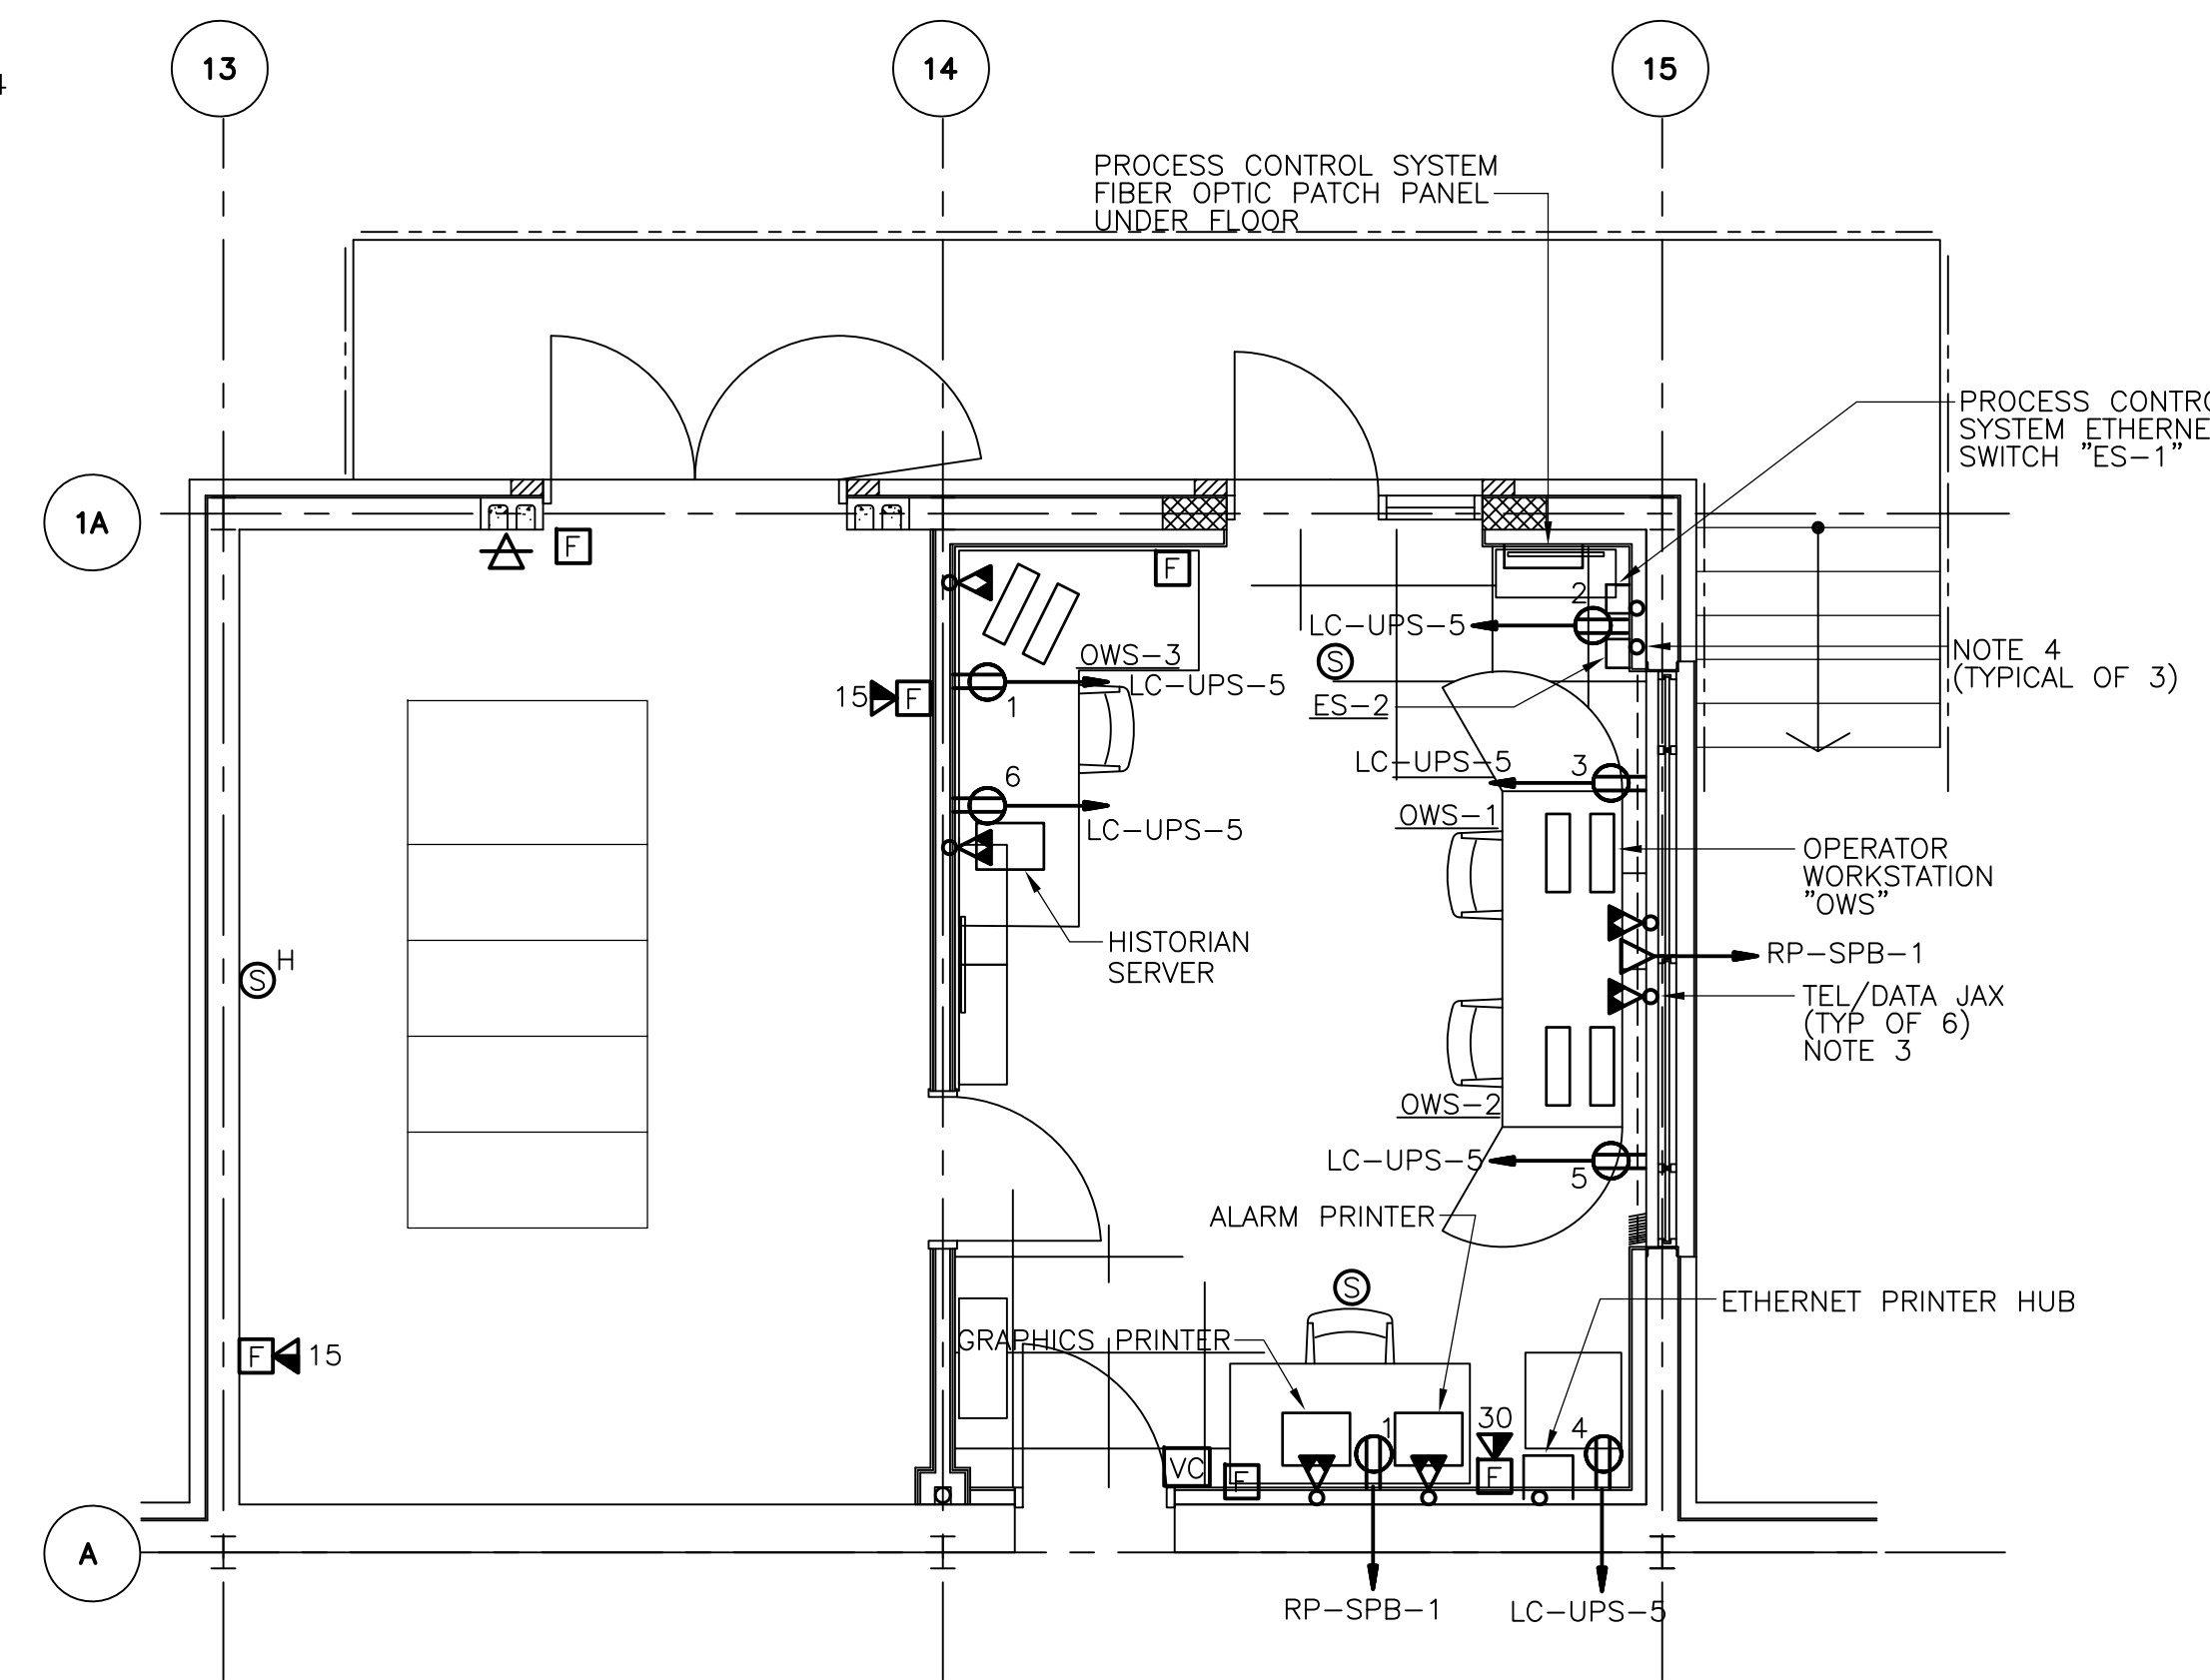 13
14
15
4
PROCESS CONTROL SYSTEM
FIBER OPTIC PATCH PANEL
UNDER FLOOR
PROCESS CONTRO
SYSTEM ETHERNE
SWITCH "ES-1"
1A
F
F
2
LC-UPS-5
S
NOTE 4
(TYPICAL OF 3)
OWS-3
LC-UPS-5
15
F
1
ES-2
LC-UPS-5
3
6
LC-UPS-5
OWS-1
OPERATOR
WORKSTATION
"OWS"
HISTORIAN
SERVER
RP-SPB-1
S
H
TEL/DATA JAX
(TYP OF 6)
NOTE 3
OWS-2
LC-UPS-5
5
ALARM PRINTER
S
ETHERNET PRINTER HUB
GRAPHICS PRINTER
F
15
30
1
4
VC
F
F
A
RP-SPB-1
LC-UPS-5